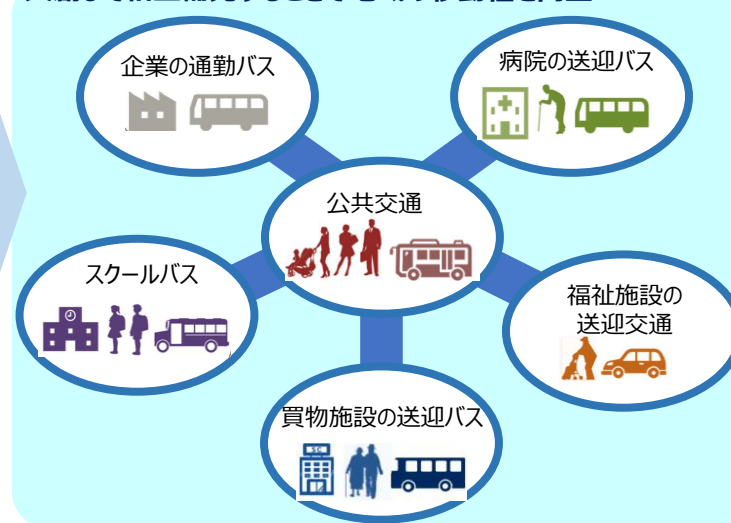 企業の通勤バス
病院の送迎バス
公共交通
スクールバス
福祉施設の
送迎交通
買物施設の送迎バス
SC